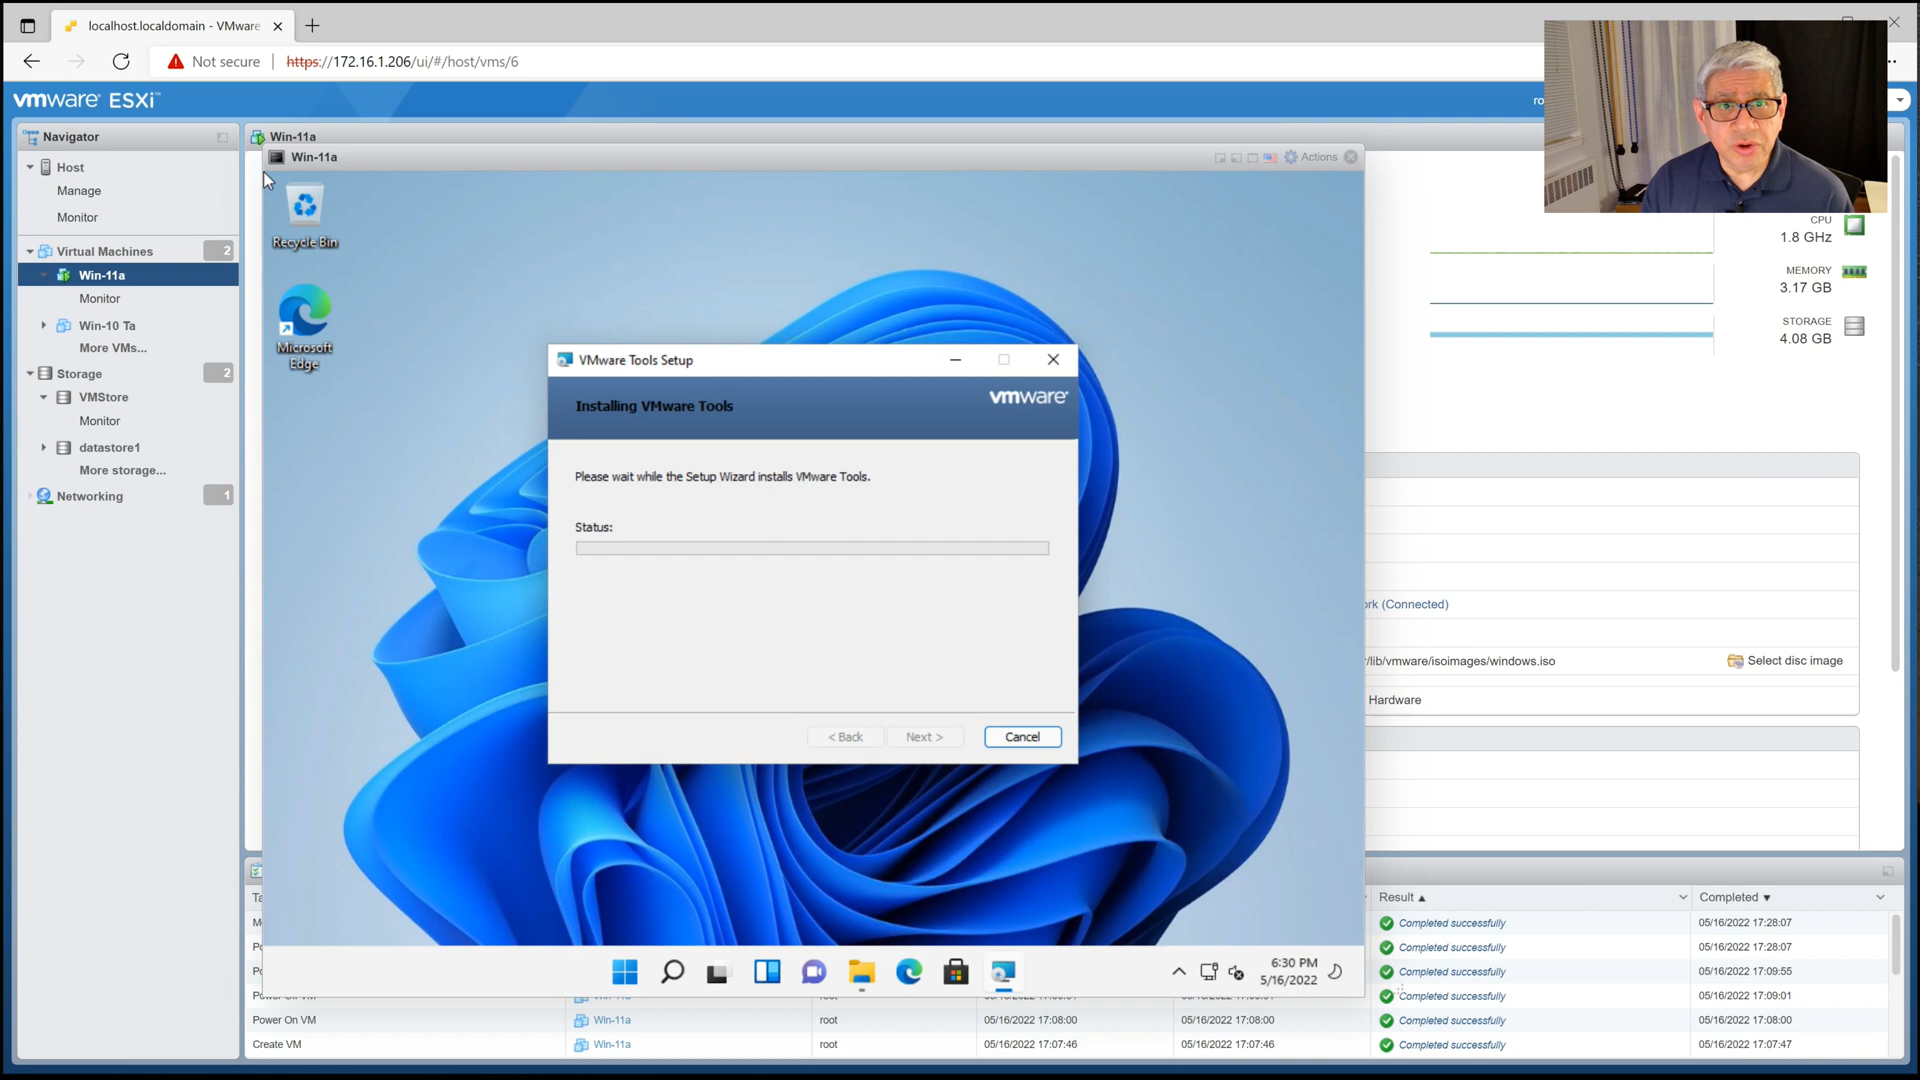 localhost.localdomain - VMware
Not secure
https://172.16.1.206/ui/#/host/vms/6
vmware ESXi™
Navigator
Host
Manage
Monitor
Virtual Machines
2
Win-11a
Monitor
Win-10 Ta
More VMs...
Storage
2
VMStore
Monitor
datastore1
More storage...
Networking
1
Win-11a
Win-11a
Actions
Recycle Bin
Microsoft
Edge
VMware Tools Setup
Installing VMware Tools
vmware®
Please wait while the Setup Wizard installs VMware Tools.
Status:
< Back
Next >
Cancel
6:30 PM
5/16/2022
CPU
1.8 GHz
MEMORY
3.17 GB
STORAGE
4.08 GB
rk (Connected)
/lib/vmware/isoimages/windows.iso
Select disc image
Hardware
Result ▲
Completed ▼
Completed successfully
05/16/2022 17:28:07
Completed successfully
05/16/2022 17:28:07
Completed successfully
05/16/2022 17:09:55
Completed successfully
05/16/2022 17:09:01
Power On VM
Win-11a
root
05/16/2022 17:08:00
05/16/2022 17:08:00
Completed successfully
05/16/2022 17:08:00
Create VM
Win-11a
root
05/16/2022 17:07:46
05/16/2022 17:07:46
Completed successfully
05/16/2022 17:07:47